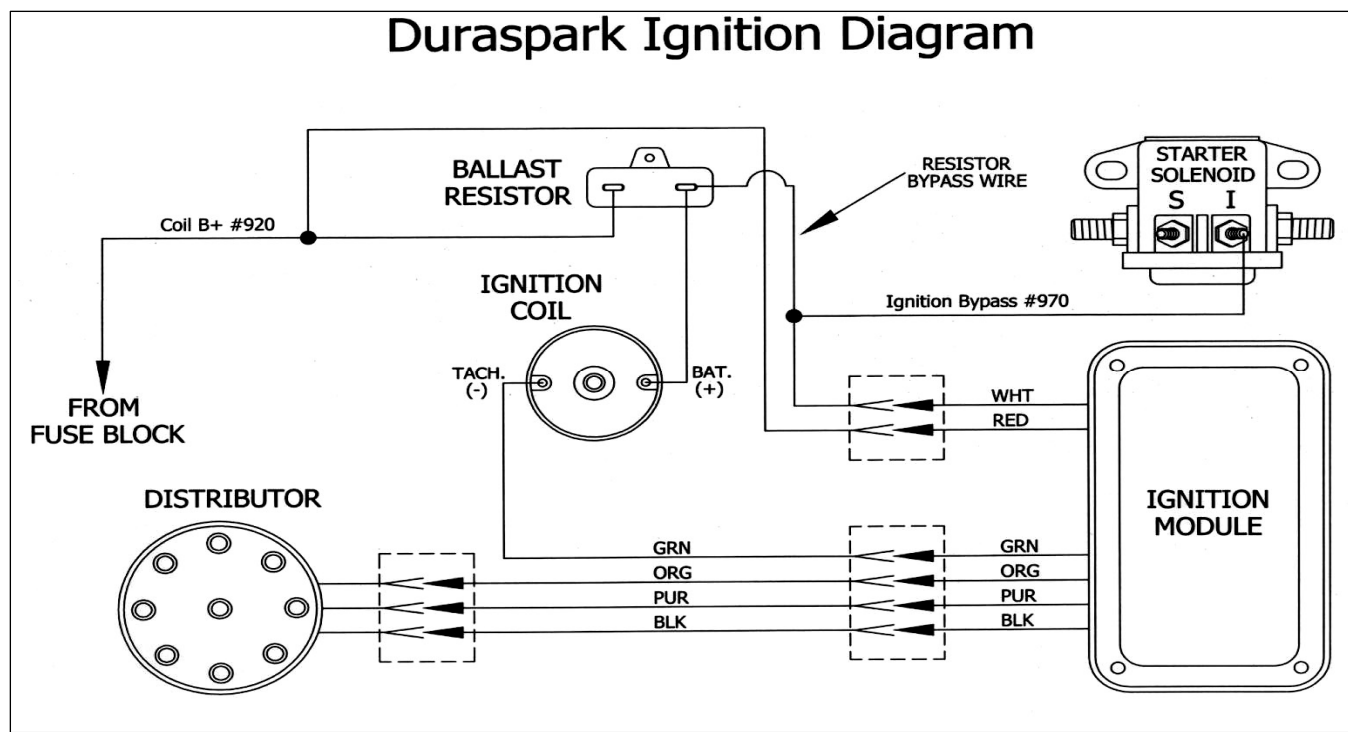 Duraspark Ignition Diagram
BALLAST
RESISTOR
RESISTOR
BYPASS WIRE
STARTER
SOLENOID
S I
Coil B+ #920
IGNITION
COIL
Ignition Bypass #970
TACH.
(-)
BAT.
(+)
FROM
FUSE BLOCK
WHT
RED
DISTRIBUTOR
IGNITION
MODULE
GRN GRN
ORG ORG
PUR PUR
BLK BLK